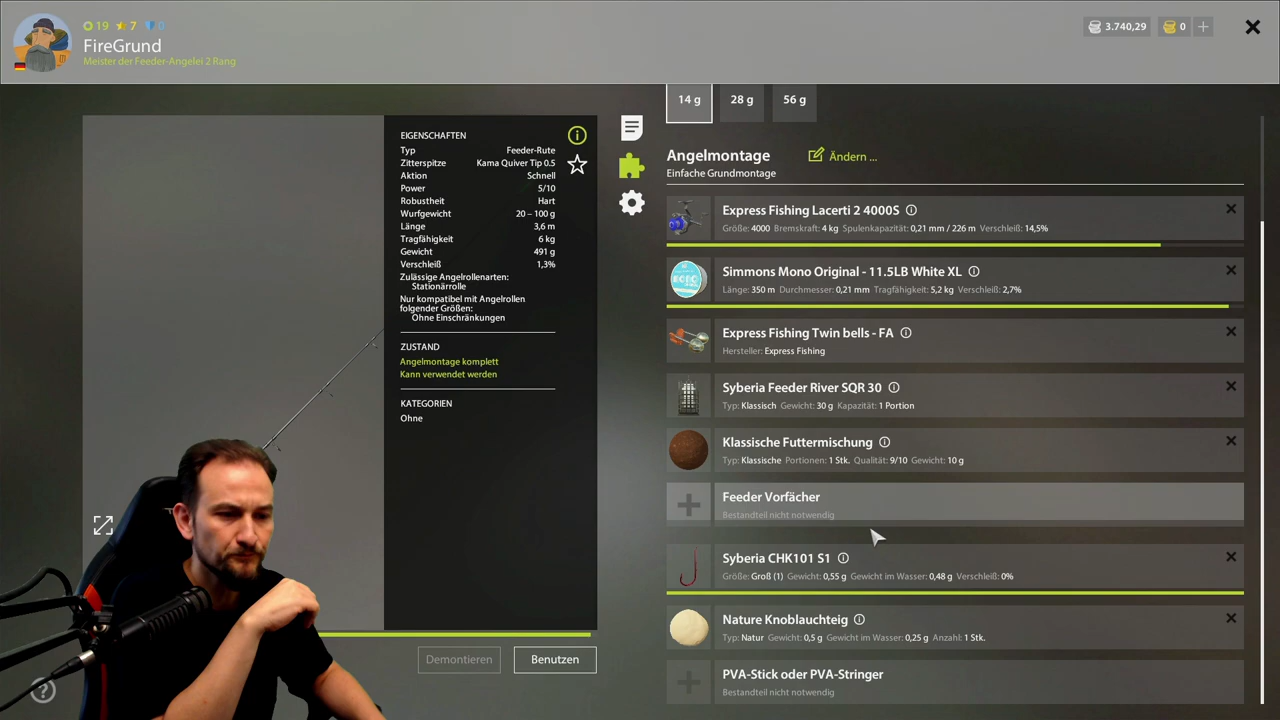 19 7 0
FireGrund
Meister der Feeder-Angelei 2 Rang
3.740,29
0
14 g
28 g
56 g
EIGENSCHAFTEN
Typ Feeder-Rute
Zitterspitze Kama Quiver Tip 0.5
Aktion Schnell
Power 5/10
Robustheit Hart
Wurfgewicht 20 – 100 g
Länge 3,6 m
Tragfähigkeit 6 kg
Gewicht 491 g
Verschleiß 1,3%
Zulässige Angelrollenarten:
Stationärrolle
Nur kompatibel mit Angelrollen
folgender Größen:
Ohne Einschränkungen
ZUSTAND
Angelmontage komplett
Kann verwendet werden
KATEGORIEN
Ohne
Demontieren
Benutzen
Angelmontage
Ändern ...
Einfache Grundmontage
Express Fishing Lacerti 2 4000S
Größe: 4000 Bremskraft: 4 kg Spulenkapazität: 0,21 mm / 226 m Verschleiß: 14,5%
Simmons Mono Original - 11.5LB White XL
Länge: 350 m Durchmesser: 0,21 mm Tragfähigkeit: 5,2 kg Verschleiß: 2,7%
Express Fishing Twin bells - FA
Hersteller: Express Fishing
Syberia Feeder River SQR 30
Typ: Klassisch Gewicht: 30 g Kapazität: 1 Portion
Klassische Futtermischung
Typ: Klassische Portionen: 1 Stk. Qualität: 9/10 Gewicht: 10 g
Feeder Vorfächer
Bestandteil nicht notwendig
Syberia CHK101 S1
Größe: Groß (1) Gewicht: 0,55 g Gewicht im Wasser: 0,48 g Verschleiß: 0%
Nature Knoblauchteig
Typ: Natur Gewicht: 0,5 g Gewicht im Wasser: 0,25 g Anzahl: 1 Stk.
PVA-Stick oder PVA-Stringer
Bestandteil nicht notwendig